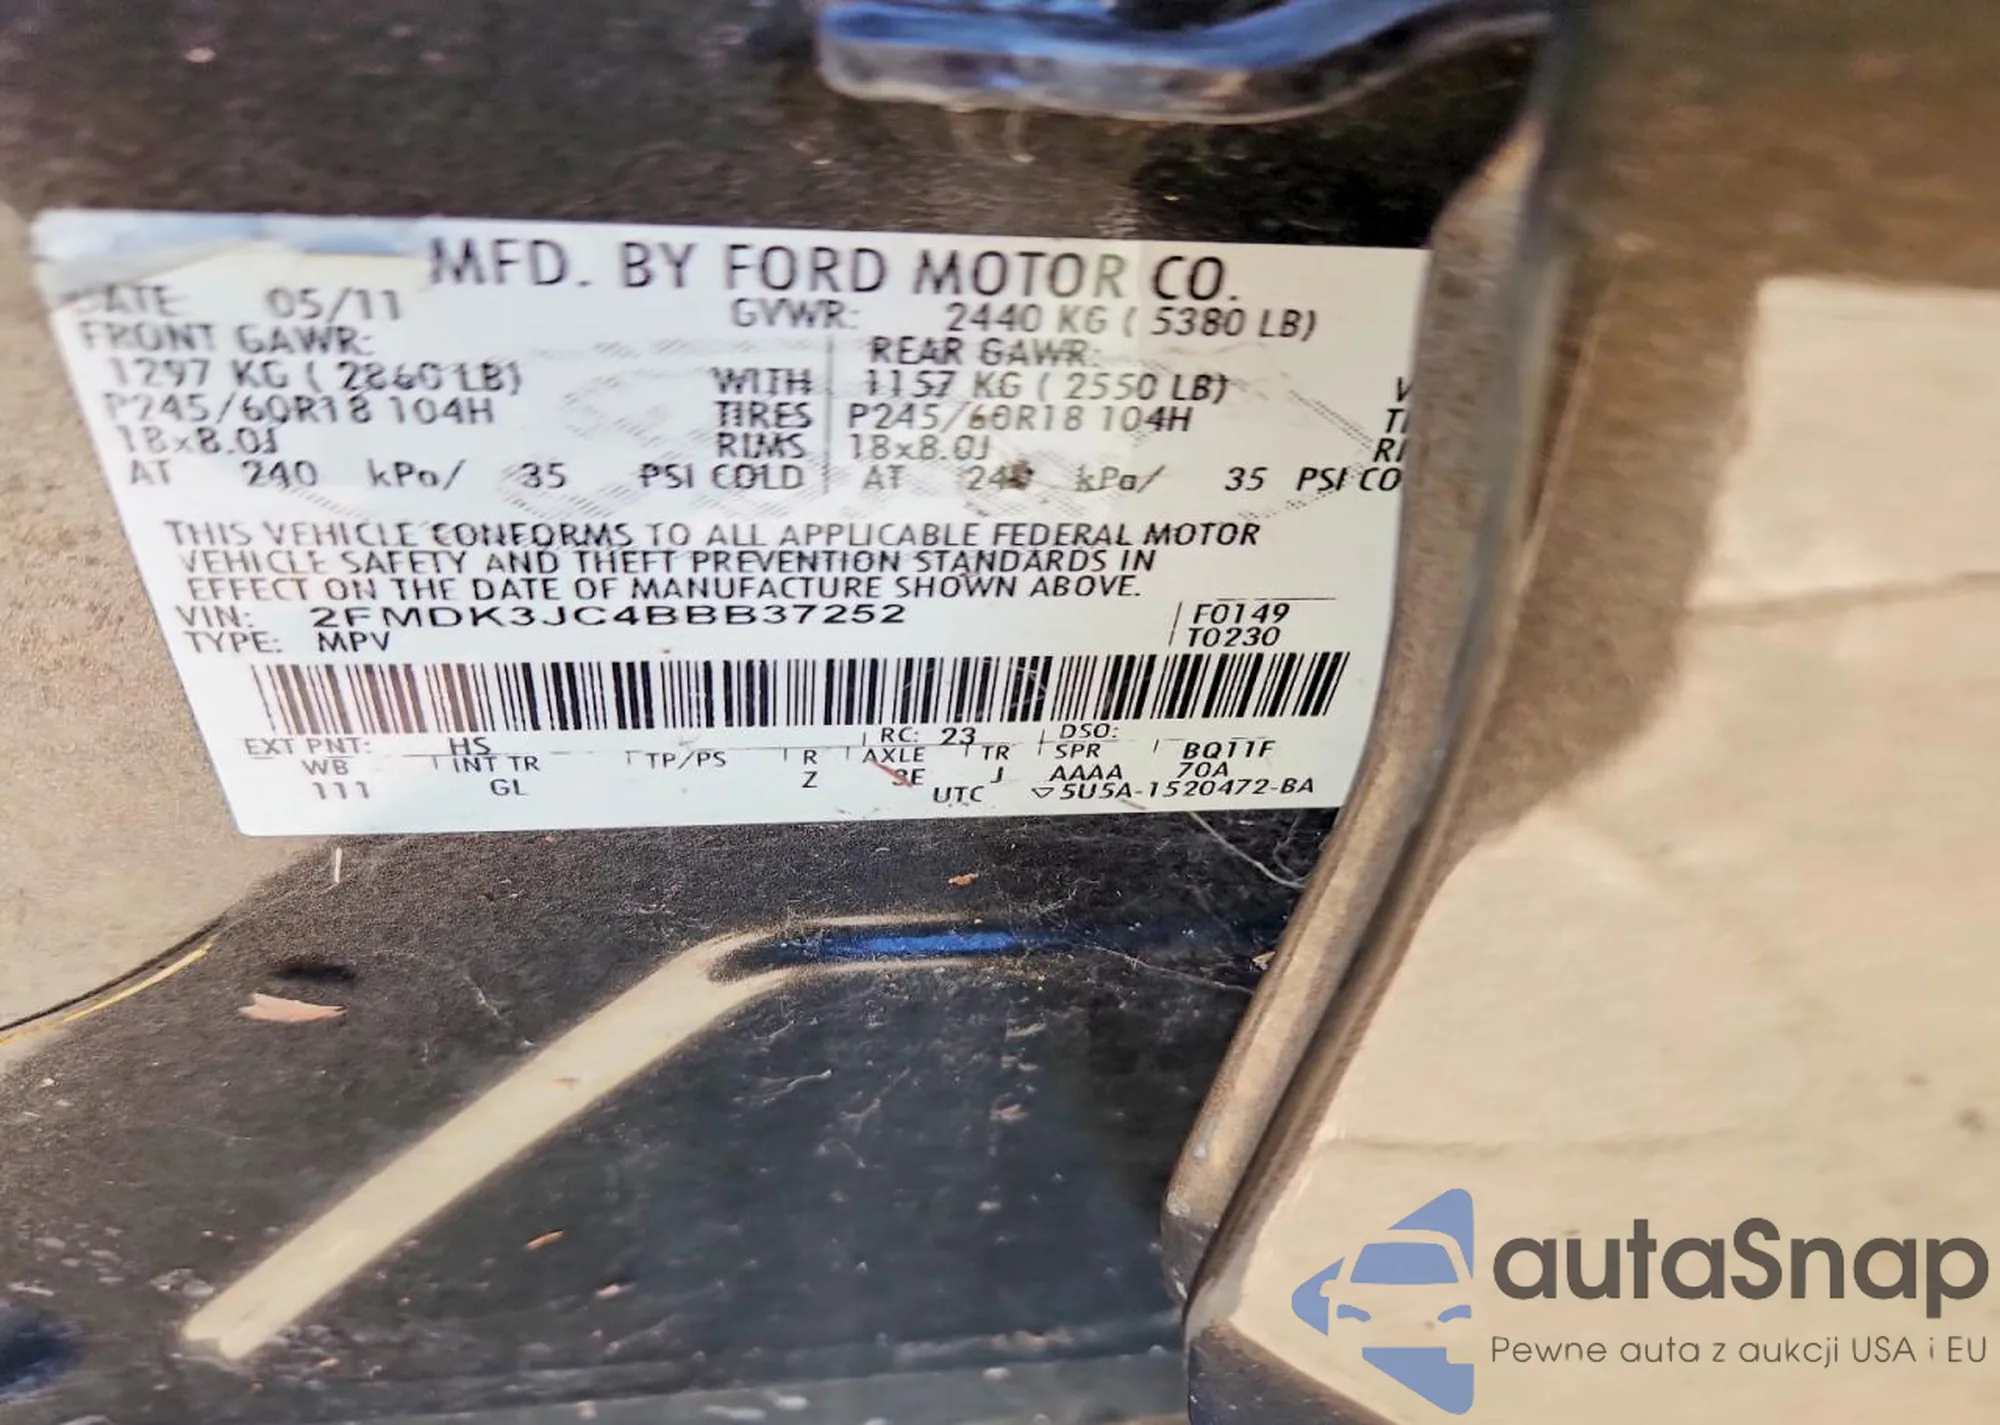 MFD. BY FORD MOTOR CO.
DATE 05/11 GVWR: 2440 KG ( 5380 LB)
FRONT GAWR: REAR GAWR:
1297 KG ( 2860 LB) WITH 1157 KG ( 2550 LB)
P245/60R18 104H TIRES P245/60R18 104H
18x8.0J RIMS 18x8.0J
AT 240 kPa/ 35 PSI COLD AT 240 kPa/ 35 PSI CO
THIS VEHICLE CONFORMS TO ALL APPLICABLE FEDERAL MOTOR
VEHICLE SAFETY AND THEFT PREVENTION STANDARDS IN
EFFECT ON THE DATE OF MANUFACTURE SHOWN ABOVE.
VIN: 2FMDK3JC4BBB37252 F0149
TYPE: MPV T0230
EXT PNT: HS RC: 23 DSO:
WB INT TR TP/PS R AXLE TR SPR BQ11F
111 GL Z J AAAA 70A
UTC ▽5U5A-1520472-BA
autaSnap
Pewne auta z aukcji USA i EU